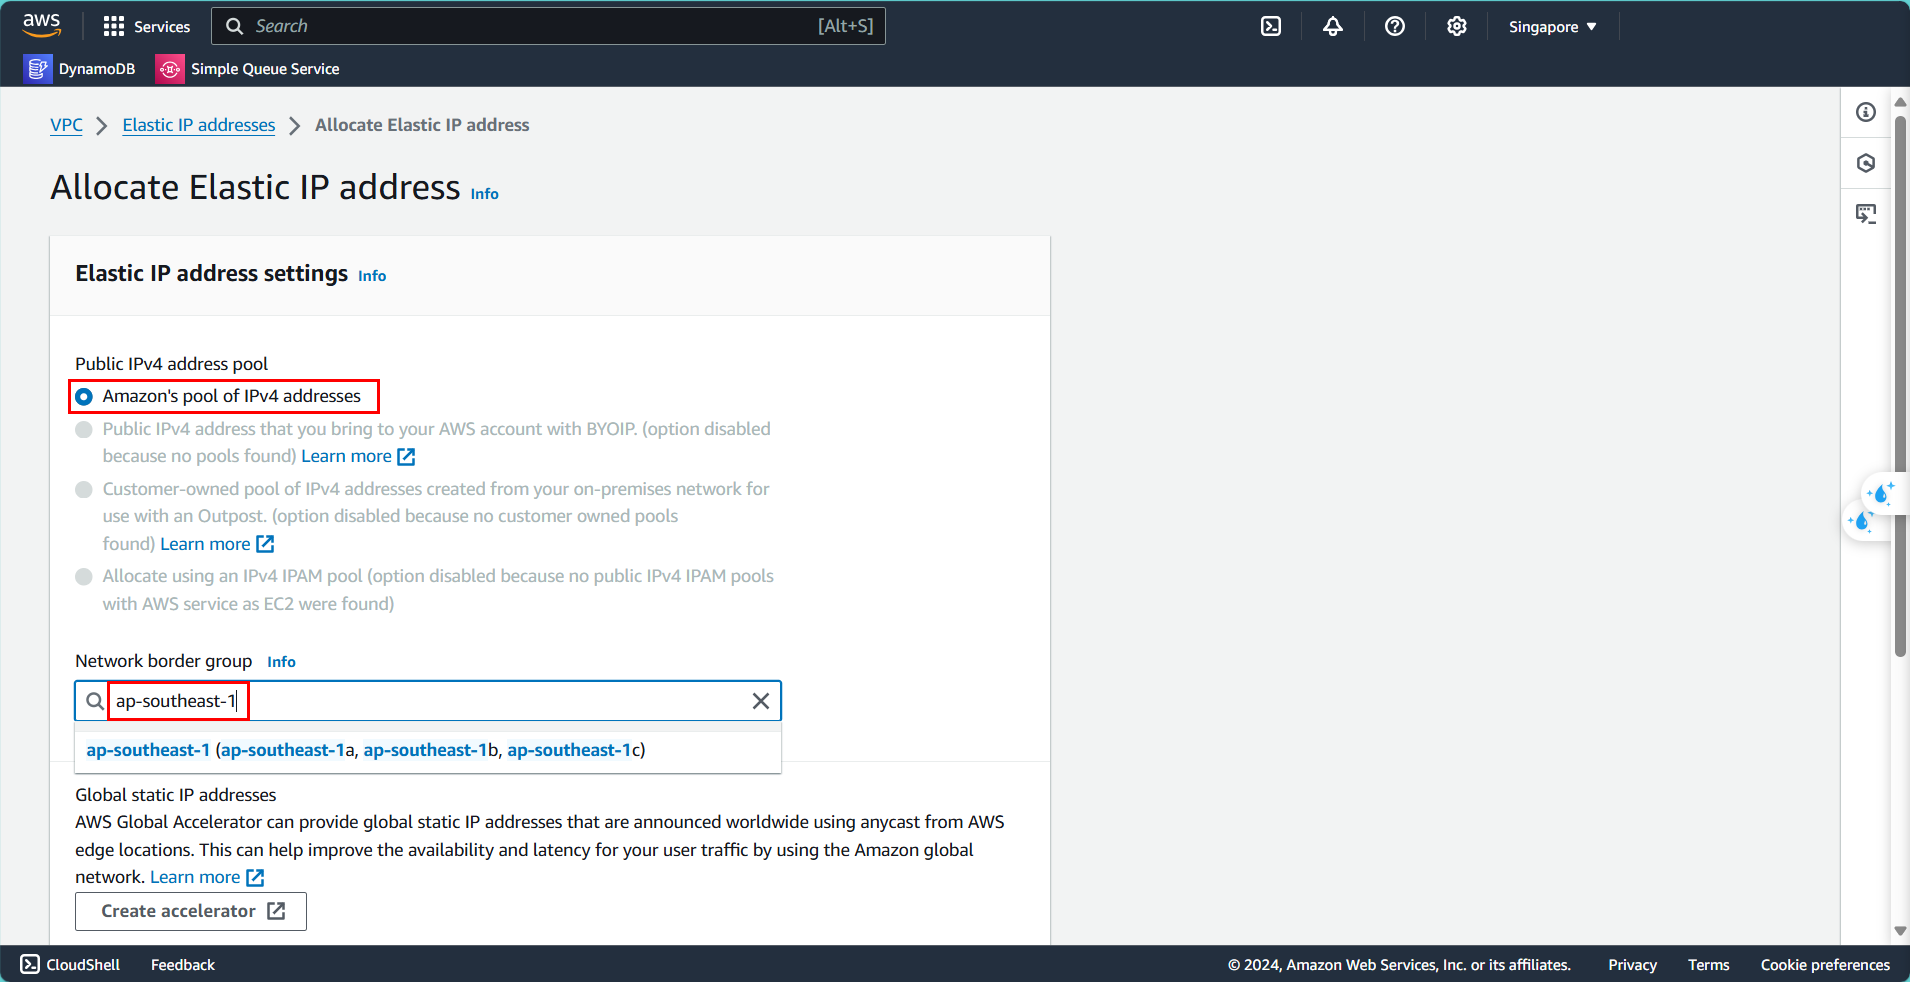 aws
Services
Search
[Alt+S]
Singapore
DynamoDB
Simple Queue Service
VPC
Elastic IP addresses
Allocate Elastic IP address
Allocate Elastic IP address Info
Elastic IP address settings Info
Public IPv4 address pool
Amazon's pool of IPv4 addresses
Public IPv4 address that you bring to your AWS account with BYOIP. (option disabled
because no pools found) Learn more
Customer-owned pool of IPv4 addresses created from your on-premises network for
use with an Outpost. (option disabled because no customer owned pools
found) Learn more
Allocate using an IPv4 IPAM pool (option disabled because no public IPv4 IPAM pools
with AWS service as EC2 were found)
Network border group Info
ap-southeast-1
ap-southeast-1 (ap-southeast-1a, ap-southeast-1b, ap-southeast-1c)
Global static IP addresses
AWS Global Accelerator can provide global static IP addresses that are announced worldwide using anycast from AWS
edge locations. This can help improve the availability and latency for your user traffic by using the Amazon global
network. Learn more
Create accelerator
CloudShell
Feedback
© 2024, Amazon Web Services, Inc. or its affiliates.
Privacy
Terms
Cookie preferences